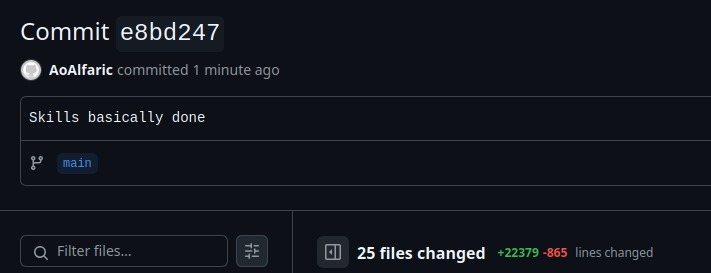 Commit e8bd247
AoAlfaric committed 1 minute ago
Skills basically done
main
Filter files...
25 files changed +22379 -865 lines changed